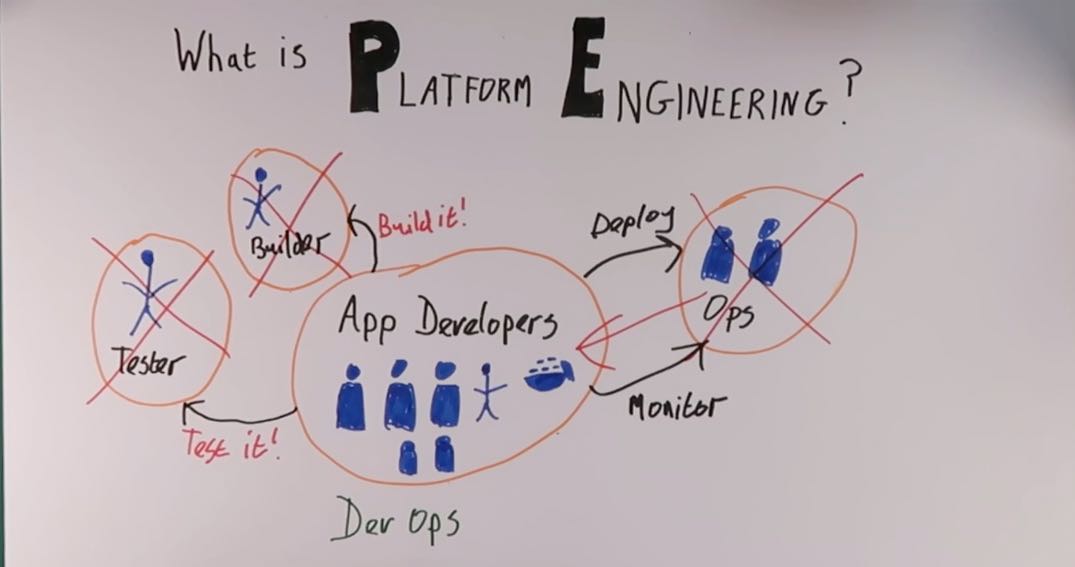 What is PLATFORM ENGINEERING?
Builder
Build it!
Deploy
Tester
App Developers
Ops
Monitor
Test it!
Dev Ops